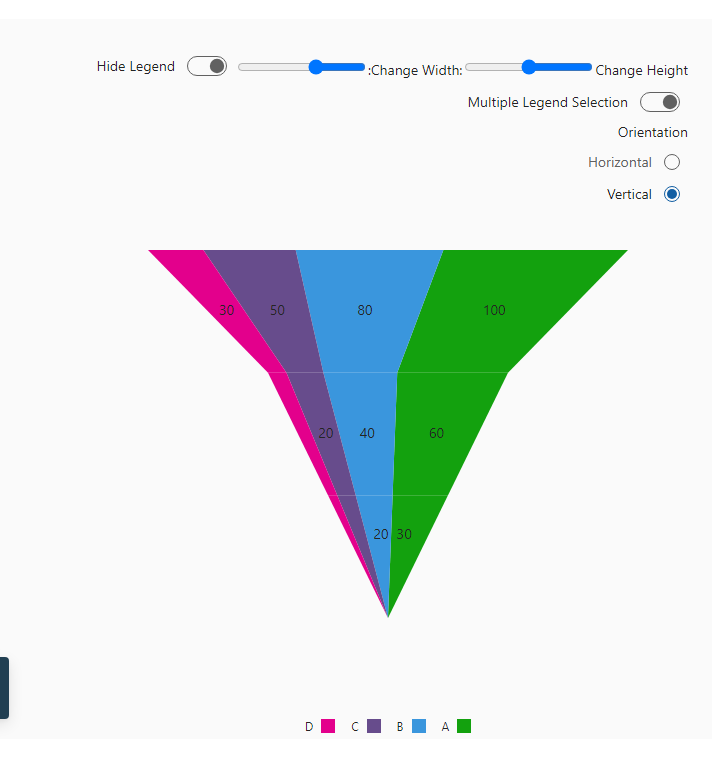 Hide Legend :Change Width: Change Height
Multiple Legend Selection
Orientation
Horizontal
Vertical
30 50 80 100
20 40 60
20 30
D C B A